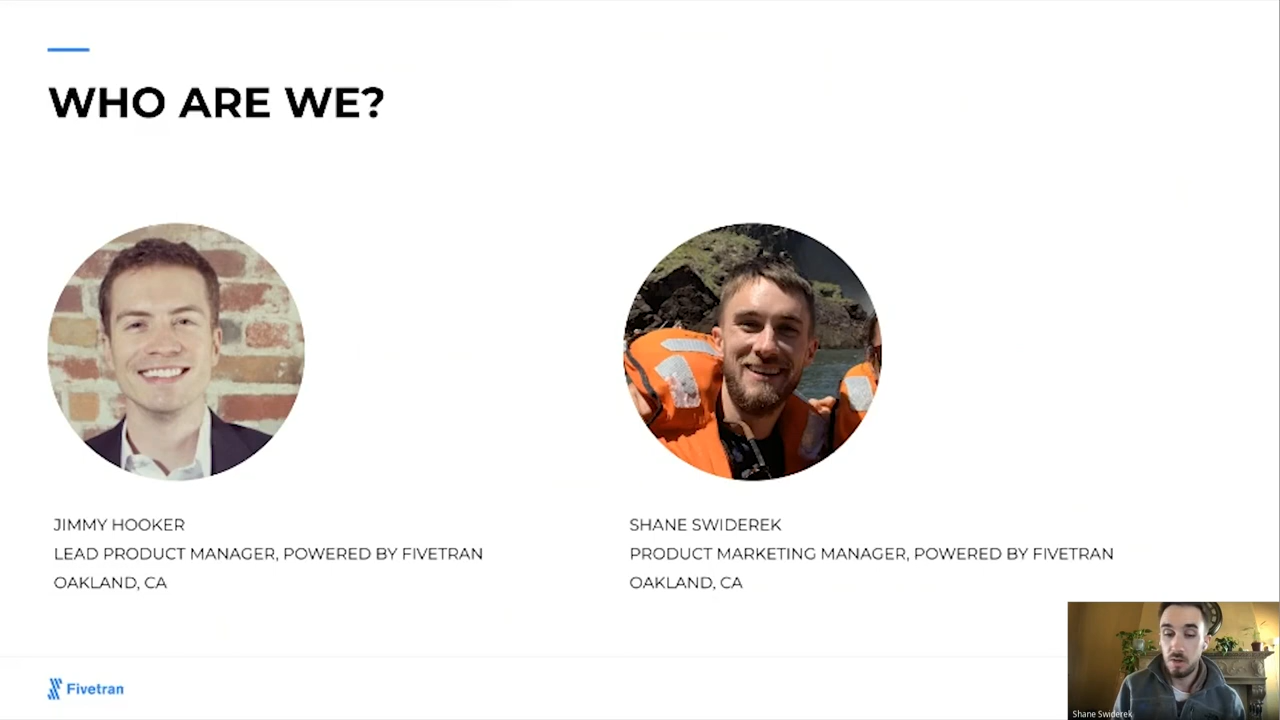 WHO ARE WE?
JIMMY HOOKER
LEAD PRODUCT MANAGER, POWERED BY FIVETRAN
OAKLAND, CA
SHANE SWIDEREK
PRODUCT MARKETING MANAGER, POWERED BY FIVETRAN
OAKLAND, CA
Fivetran
Shane Swiderek